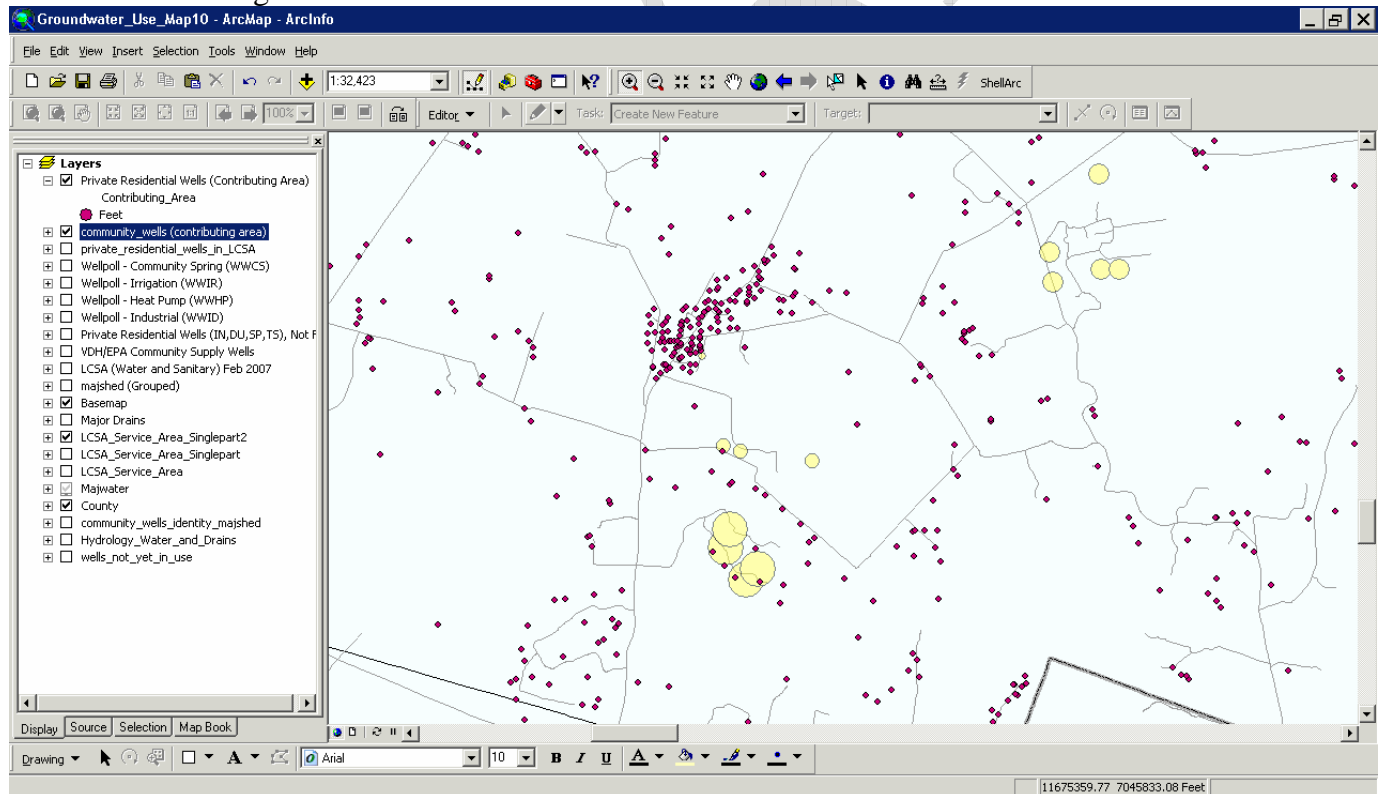 Groundwater_Use_Map10 - ArcMap - ArcInfo
File Edit View Insert Selection Tools Window Help
1:32,423 ShellArc
100% Editor Task: Create New Feature Target:
Layers
Private Residential Wells (Contributing Area)
Contributing_Area
Feet
community_wells (contributing area)
private_residential_wells_in_LCSA
Wellpoll - Community Spring (WWCS)
Wellpoll - Irrigation (WWIR)
Wellpoll - Heat Pump (WWHP)
Wellpoll - Industrial (WWID)
Private Residential Wells (IN,DU,SP,TS), Not F
VDH/EPA Community Supply Wells
LCSA (Water and Sanitary) Feb 2007
majshed (Grouped)
Basemap
Major Drains
LCSA_Service_Area_Singlepart2
LCSA_Service_Area_Singlepart
LCSA_Service_Area
Majwater
County
community_wells_identity_majshed
Hydrology_Water_and_Drains
wells_not_yet_in_use
Display Source Selection Map Book
Drawing A Arial 10 B I U A
11675359.77 7045833.08 Feet